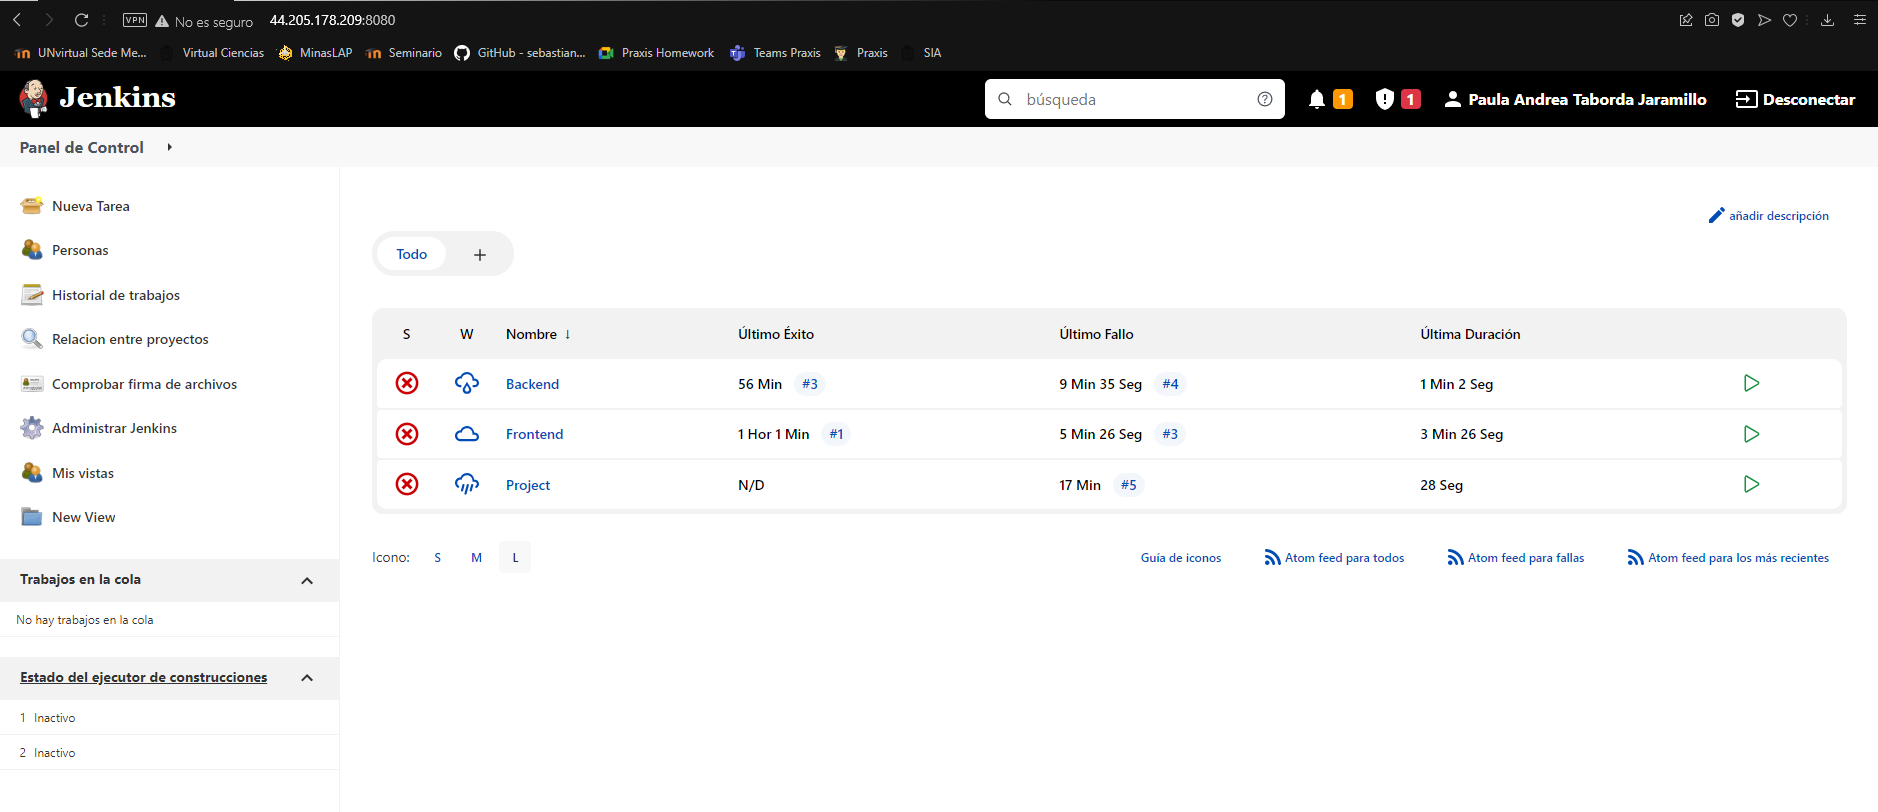 VPN No es seguro 44.205.178.209:8080
UNvirtual Sede Me... Virtual Ciencias MinasLAP Seminario GitHub - sebastian... Praxis Homework Teams Praxis Praxis SIA
Jenkins búsqueda 1 1 Paula Andrea Taborda Jaramillo Desconectar
Panel de Control
Nueva Tarea
Personas
Historial de trabajos
Relacion entre proyectos
Comprobar firma de archivos
Administrar Jenkins
Mis vistas
New View
Trabajos en la cola
No hay trabajos en la cola
Estado del ejecutor de construcciones
1 Inactivo
2 Inactivo
añadir descripción
Todo +
S W Nombre ↓ Último Éxito Último Fallo Última Duración
Backend 56 Min #3 9 Min 35 Seg #4 1 Min 2 Seg
Frontend 1 Hor 1 Min #1 5 Min 26 Seg #3 3 Min 26 Seg
Project N/D 17 Min #5 28 Seg
Icono: S M L Guía de iconos Atom feed para todos Atom feed para fallas Atom feed para los más recientes